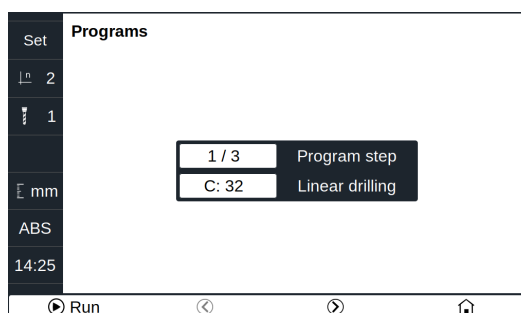 Programs
Set
n 2
1
1 / 3 Program step
C: 32 Linear drilling
mm
ABS
14:25
Run